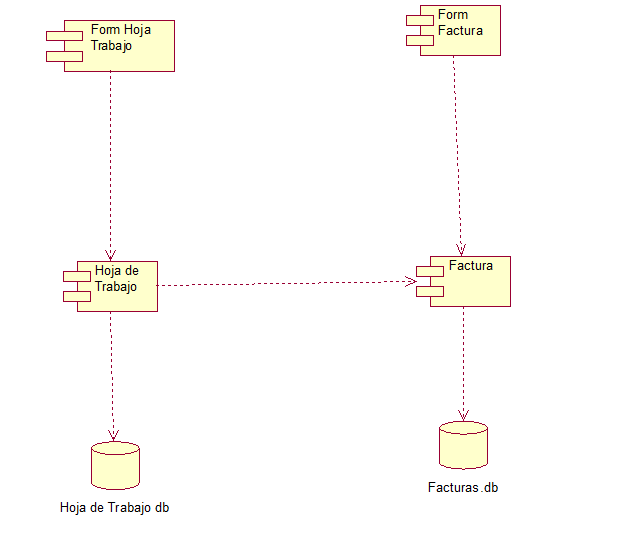 Form Hoja
Trabajo
Form
Factura
Hoja de
Trabajo
Factura
Hoja de Trabajo db
Facturas.db